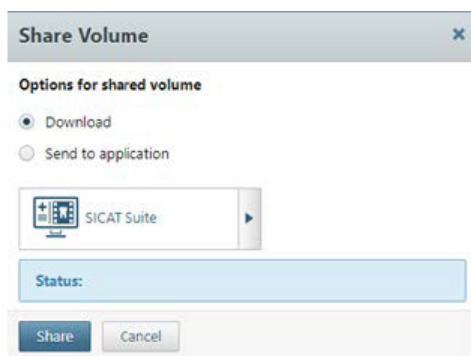 Share Volume
Options for shared volume
Download
Send to application
SICAT Suite
Status:
Share Cancel